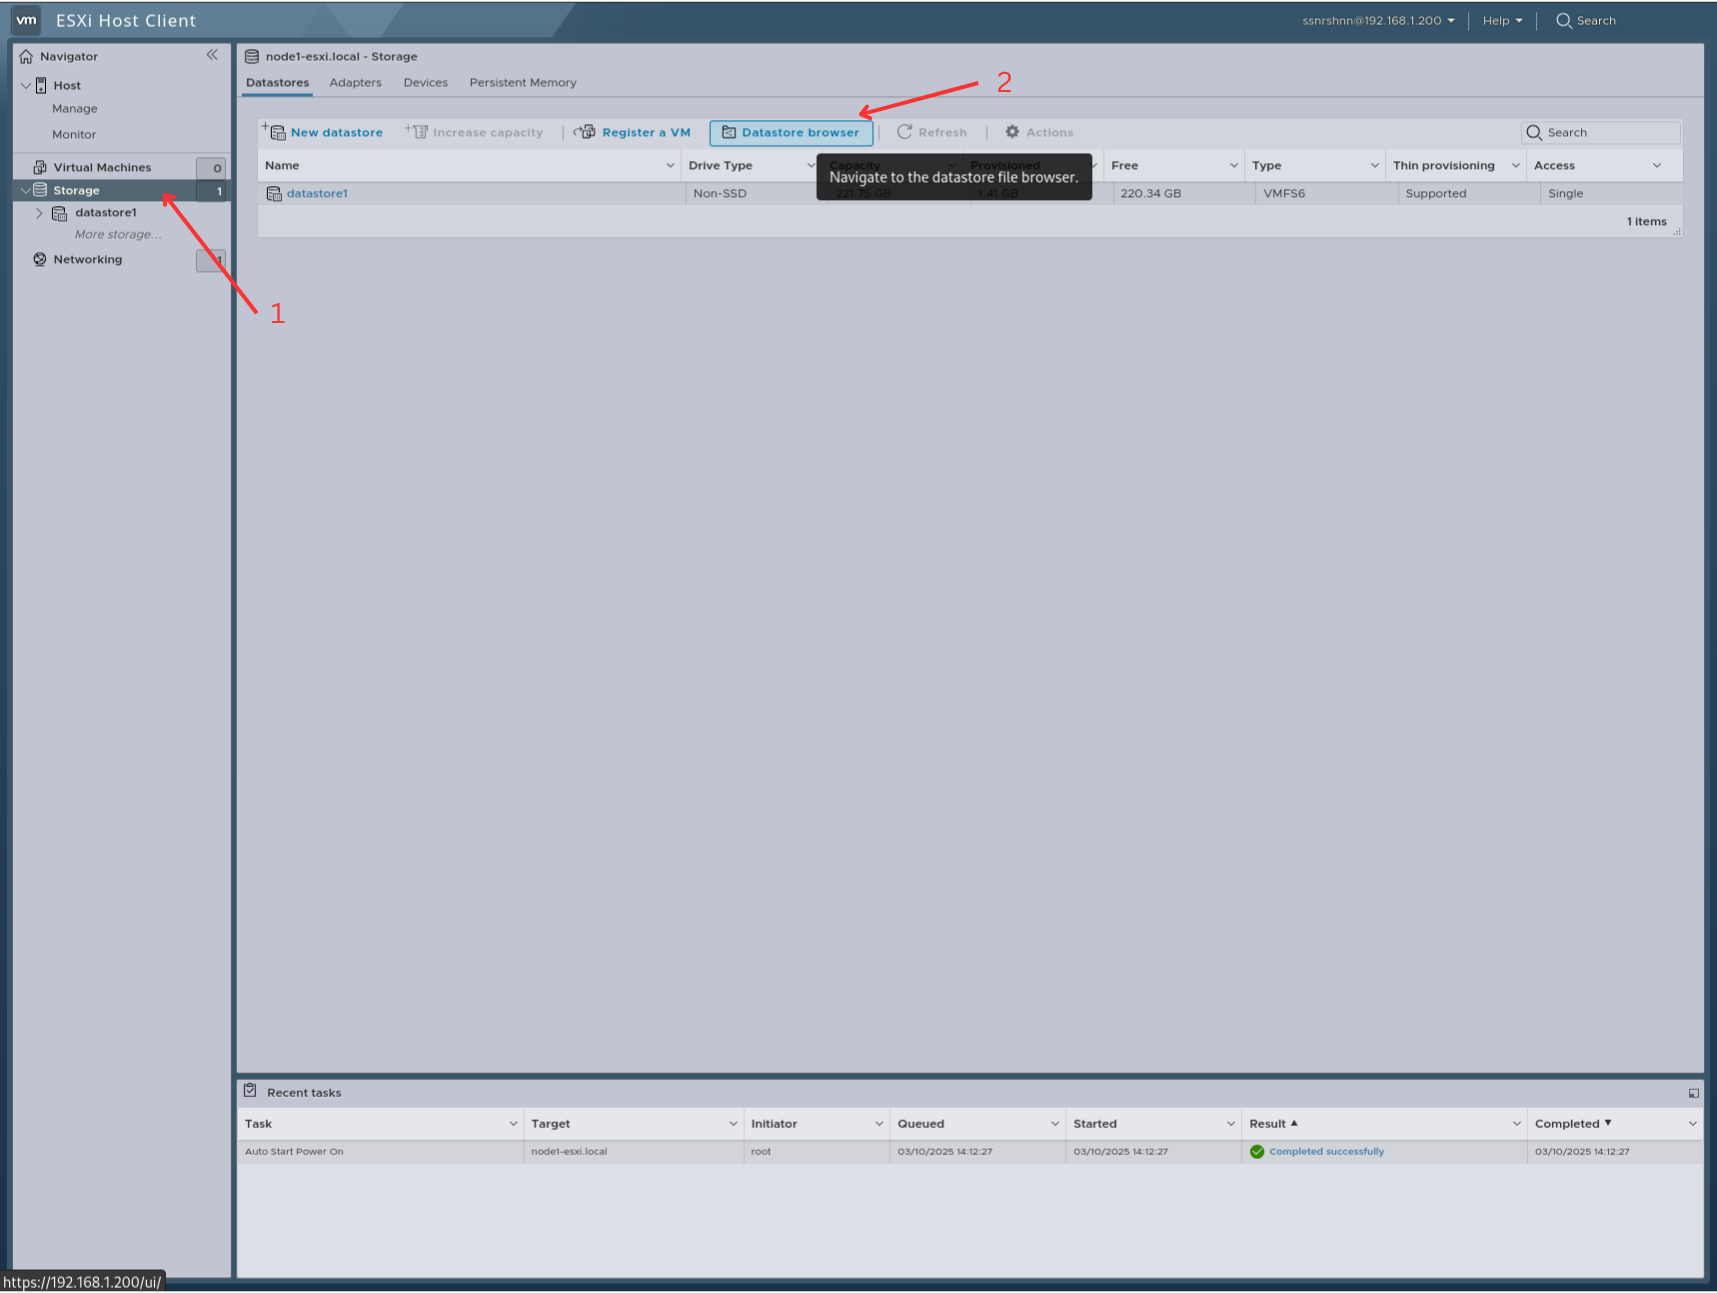 vm ESXi Host Client ssnrshnn@192.168.1.200 Help Search
Navigator
Host
Manage
Monitor
Virtual Machines 0
Storage 1
datastore1
More storage...
Networking 1
1
node1-esxi.local - Storage
Datastores Adapters Devices Persistent Memory
2
New datastore Increase capacity Register a VM Datastore browser Refresh Actions Search
Name Drive Type Capacity Provisioned Free Type Thin provisioning Access
Navigate to the datastore file browser.
datastore1 Non-SSD 221.75 GB 1.41 GB 220.34 GB VMFS6 Supported Single
1 items
Recent tasks
Task Target Initiator Queued Started Result Completed
Auto Start Power On node1-esxi.local root 03/10/2025 14:12:27 03/10/2025 14:12:27 Completed successfully 03/10/2025 14:12:27
https://192.168.1.200/ui/